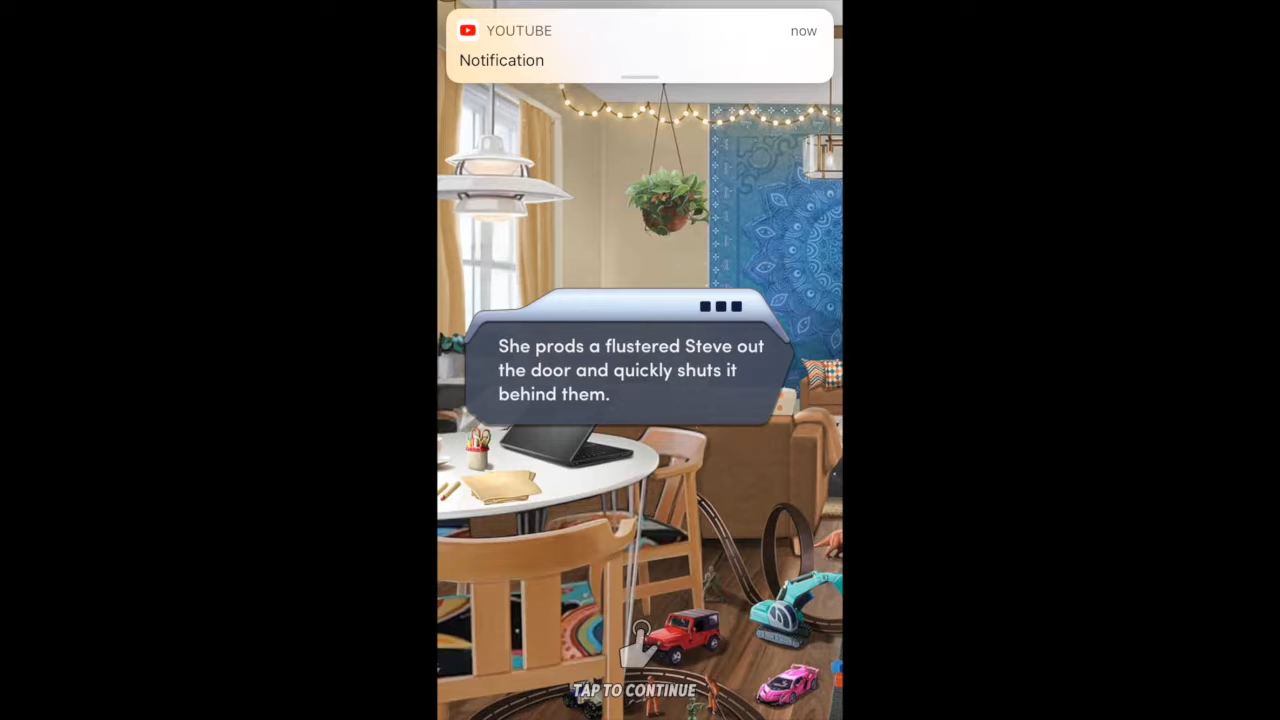 YOUTUBE
now
Notification
She prods a flustered Steve out
the door and quickly shuts it
behind them.
TAP TO CONTINUE